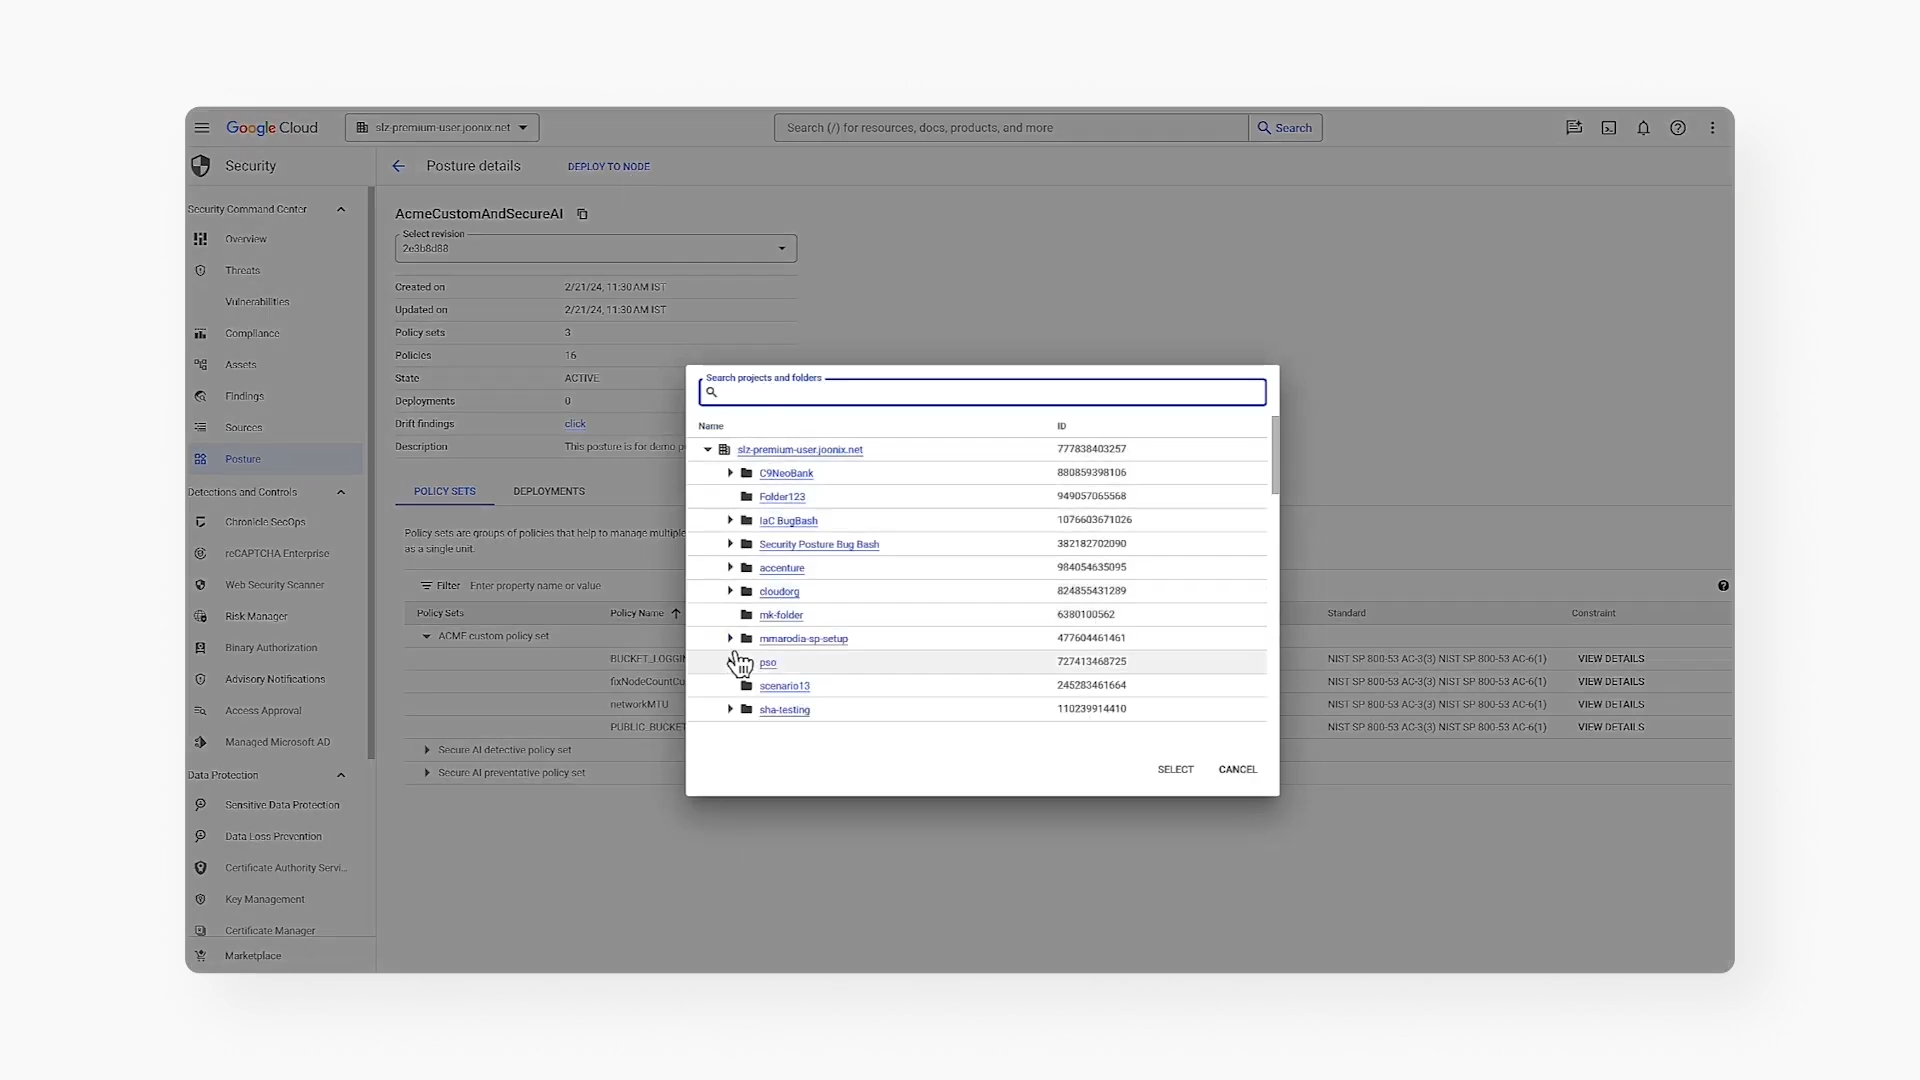 Google Cloud
slz-premium-user.joonix.net
Search (/) for resources, docs, products, and more
Search
Security
Posture details
DEPLOY TO NODE
Security Command Center
Overview
Threats
Vulnerabilities
Compliance
Assets
Findings
Sources
Posture
Detections and Controls
Chronicle SecOps
reCAPTCHA Enterprise
Web Security Scanner
Risk Manager
Binary Authorization
Advisory Notifications
Access Approval
Managed Microsoft AD
Data Protection
Sensitive Data Protection
Data Loss Prevention
Certificate Authority Servi...
Key Management
Certificate Manager
Marketplace
AcmeCustomAndSecureAI
Select revision
2e3b8d88
Created on 2/21/24, 11:30 AM IST
Updated on 2/21/24, 11:30 AM IST
Policy sets 3
Policies 16
State ACTIVE
Deployments 0
Drift findings click
Description This posture is for demo p
POLICY SETS DEPLOYMENTS
Policy sets are groups of policies that help to manage multiple
as a single unit.
Filter Enter property name or value
Policy Sets Policy Name Standard Constraint
ACME custom policy set
BUCKET_LOGGIN NIST SP 800-53 AC-3(3) NIST SP 800-53 AC-6(1) VIEW DETAILS
fixNodeCountCu NIST SP 800-53 AC-3(3) NIST SP 800-53 AC-6(1) VIEW DETAILS
networkMTU NIST SP 800-53 AC-3(3) NIST SP 800-53 AC-6(1) VIEW DETAILS
PUBLIC_BUCKET NIST SP 800-53 AC-3(3) NIST SP 800-53 AC-6(1) VIEW DETAILS
Secure AI detective policy set
Secure AI preventative policy set
Search projects and folders
Name ID
slz-premium-user.joonix.net 777838403257
C9NeoBank 880859398106
Folder123 949057065568
IaC BugBash 1076603671026
Security Posture Bug Bash 382182702090
accenture 984054635095
cloudorg 824855431289
mk-folder 6380100562
mmarodia-sp-setup 477604461461
pso 727413468725
scenario13 245283461664
sha-testing 110239914410
SELECT CANCEL